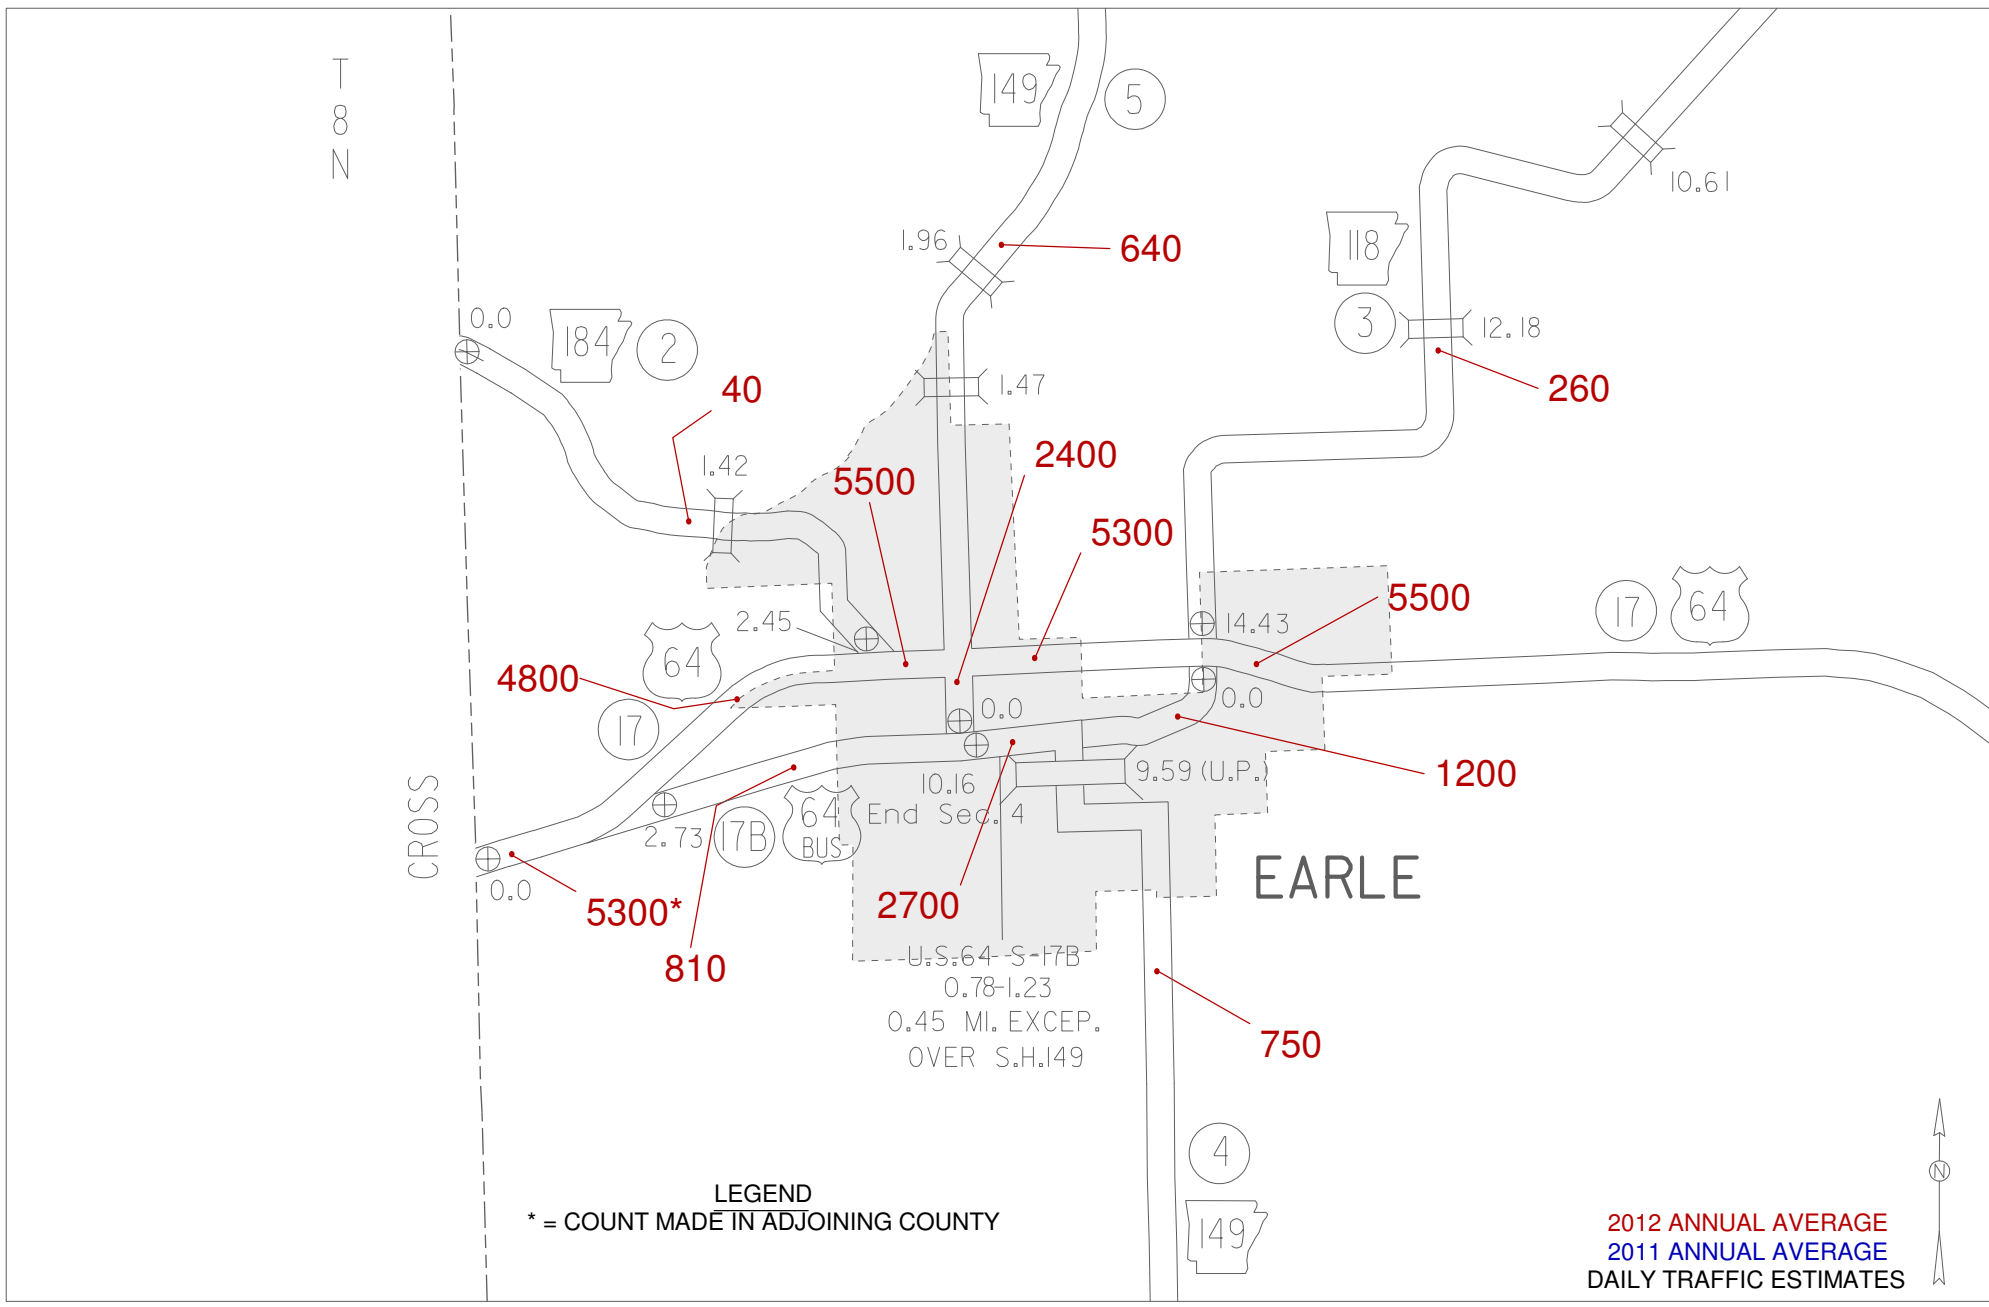 T
8
N
149
5
10.61
1.96
640
118
3
12.18
260
0.0
184
2
40
1.47
1.42
5500
2400
5300
5500
17
64
2.45
14.43
64
4800
17
0.0
0.0
1200
10.16
9.59 (U.P.)
End Sec. 4
CROSS
2.73
17B
64
BUS
0.0
5300*
810
2700
EARLE
U.S.64 S-17B
0.78-1.23
0.45 MI. EXCEP.
OVER S.H.149
750
4
149
LEGEND
* = COUNT MADE IN ADJOINING COUNTY
N
2012 ANNUAL AVERAGE
2011 ANNUAL AVERAGE
DAILY TRAFFIC ESTIMATES